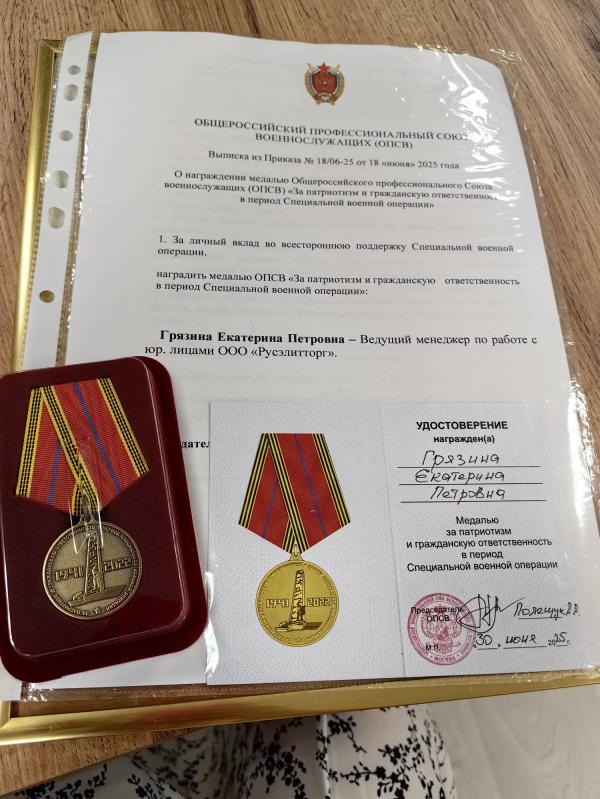 ОБЩЕРОССИЙСКИЙ ПРОФЕССИОНАЛЬНЫЙ СОЮЗ
ВОЕННОСЛУЖАЩИХ (ОПСВ)
Выписка из Приказа № 18/06-25 от 18 «июня» 2025 года
О награждении медалью Общероссийского профессионального Союза
военнослужащих (ОПСВ) «За патриотизм и гражданскую ответственность
в период Специальной военной операции»
1. За личный вклад во всестороннюю поддержку Специальной военной
операции.
наградить медалью ОПСВ «За патриотизм и гражданскую ответственность
в период Специальной военной операции»:
Грязина Екатерина Петровна – Ведущий менеджер по работе с
юр. лицами ООО «Русэлитторг».
1941 2022
1941 2022
УДОСТОВЕРЕНИЕ
награжден(а)
Грязина
Екатерина
Петровна
Медалью
за патриотизм
и гражданскую ответственность
в период
Специальной военной операции
Председатель
ОПСВ
М.П.
30 июня 2025г.
МОСКВА